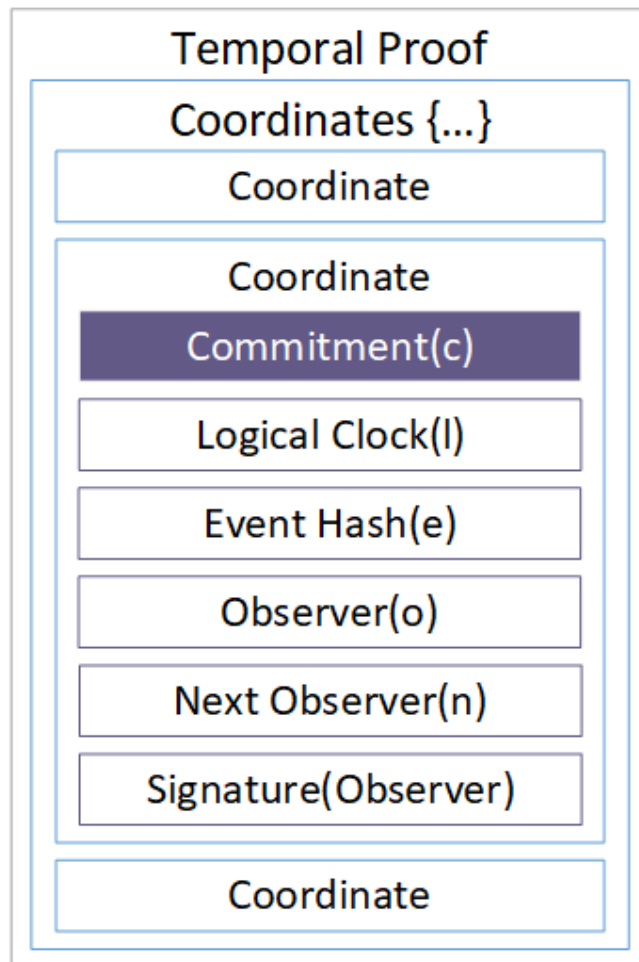 Temporal Proof
Coordinates {...}
Coordinate
Coordinate
Commitment(c)
Logical Clock(l)
Event Hash(e)
Observer(o)
Next Observer(n)
Signature(Observer)
Coordinate